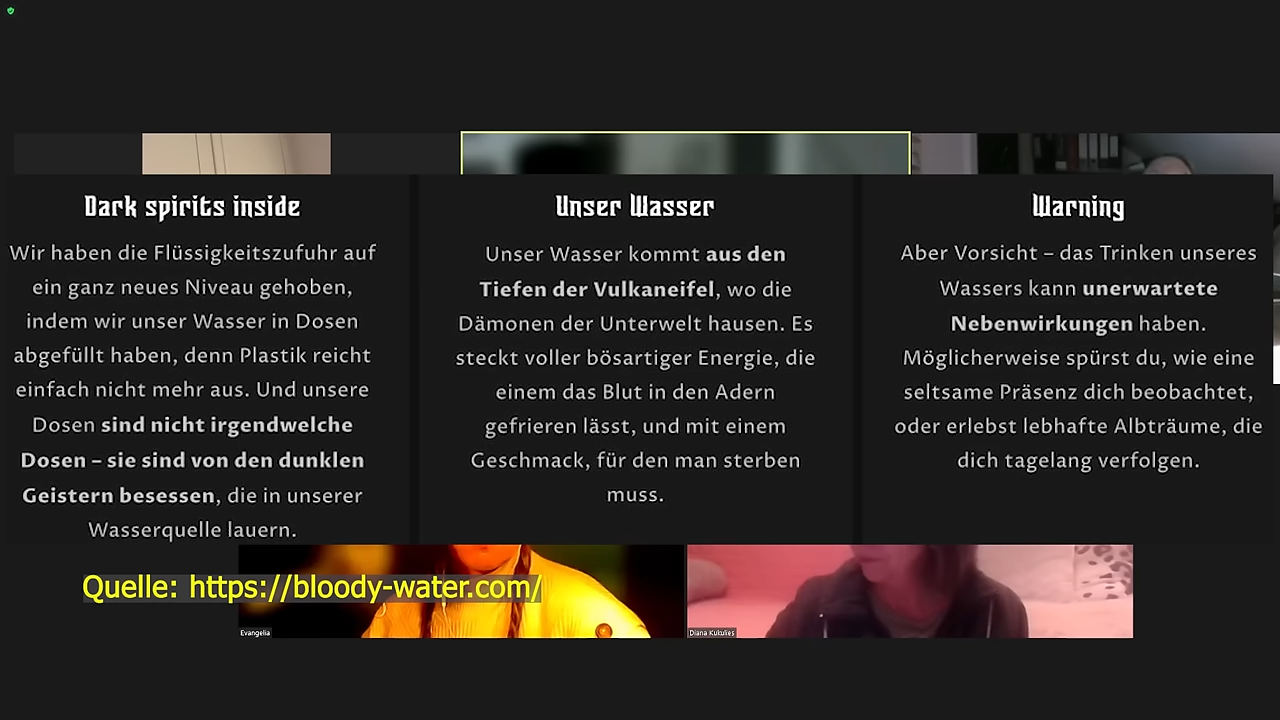 Dark spirits inside
Wir haben die Flüssigkeitszufuhr auf
ein ganz neues Niveau gehoben,
indem wir unser Wasser in Dosen
abgefüllt haben, denn Plastik reicht
einfach nicht mehr aus. Und unsere
Dosen sind nicht irgendwelche
Dosen – sie sind von den dunklen
Geistern besessen, die in unserer
Wasserquelle lauern.
Unser Wasser
Unser Wasser kommt aus den
Tiefen der Vulkaneifel, wo die
Dämonen der Unterwelt hausen. Es
steckt voller bösartiger Energie, die
einem das Blut in den Adern
gefrieren lässt, und mit einem
Geschmack, für den man sterben
muss.
Warning
Aber Vorsicht – das Trinken unseres
Wassers kann unerwartete
Nebenwirkungen haben.
Möglicherweise spürst du, wie eine
seltsame Präsenz dich beobachtet,
oder erlebst lebhafte Albträume, die
dich tagelang verfolgen.
Quelle: https://bloody-water.com/
Evangelia
Diana Kukulies